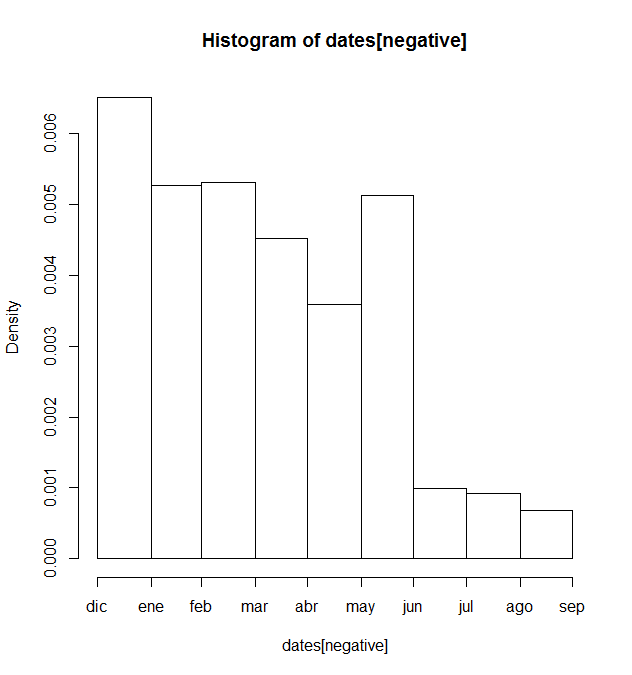 Histogram of dates[negative]
Density
0.006
0.005
0.004
0.003
0.002
0.001
0.000
dic ene feb mar abr may jun jul ago sep
dates[negative]